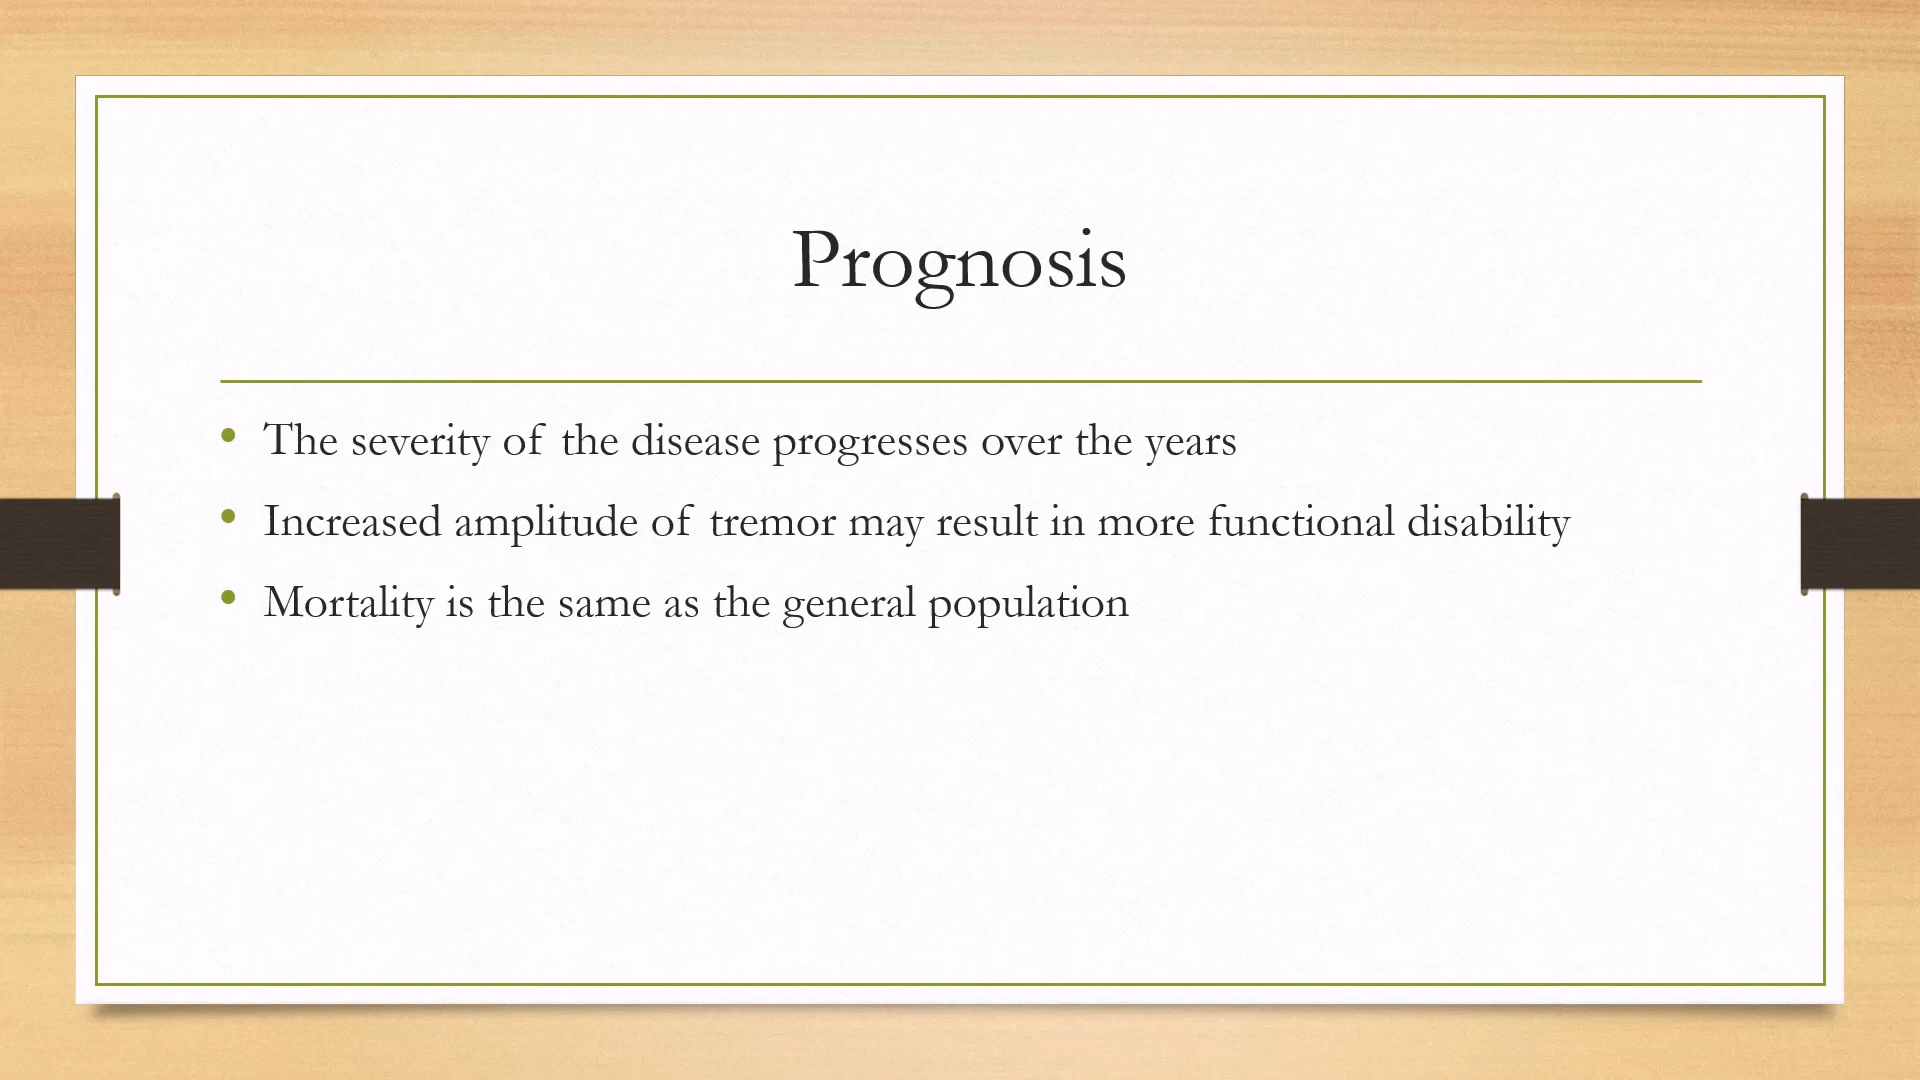 Prognosis
• The severity of the disease progresses over the years
• Increased amplitude of tremor may result in more functional disability
• Mortality is the same as the general population